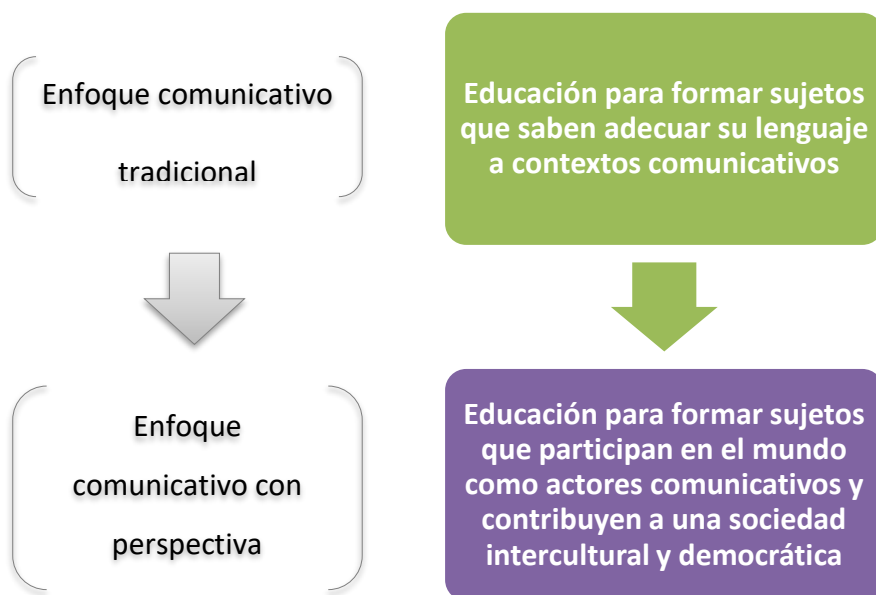 Enfoque comunicativo
tradicional
Educación para formar sujetos
que saben adecuar su lenguaje
a contextos comunicativos
Enfoque
comunicativo con
perspectiva
Educación para formar sujetos
que participan en el mundo
como actores comunicativos y
contribuyen a una sociedad
intercultural y democrática